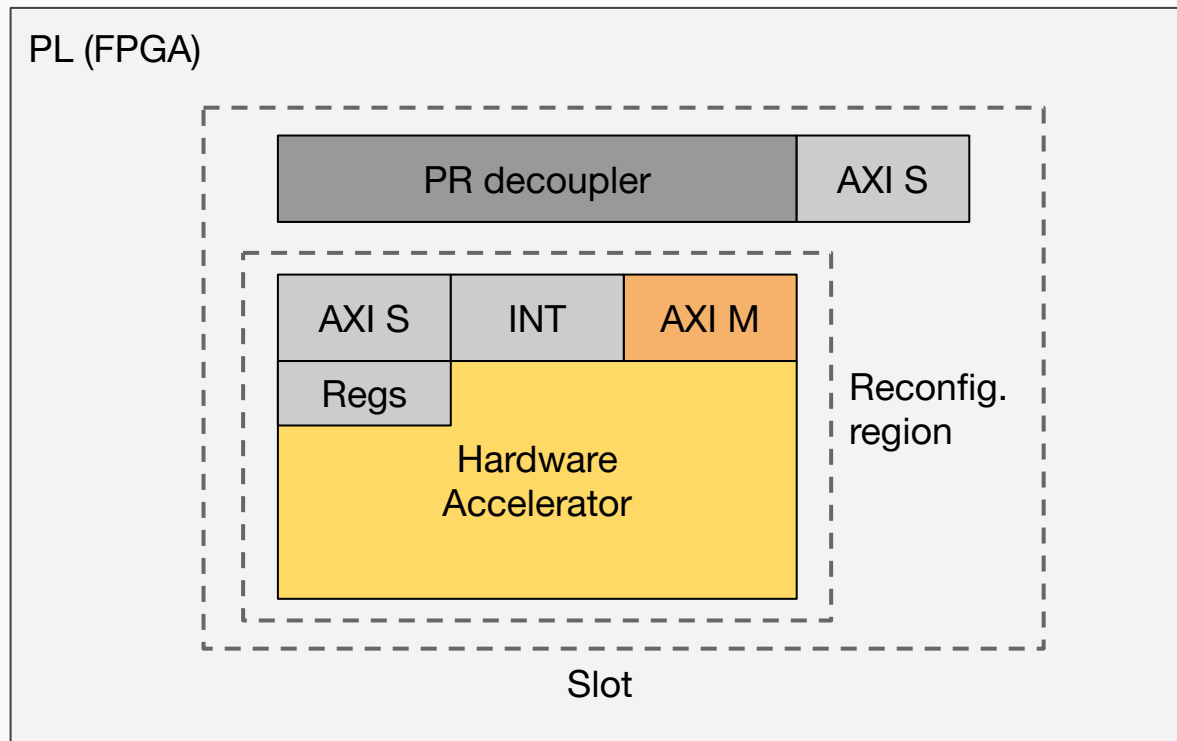 PL (FPGA)
PR decoupler
AXI S
AXI S
INT
AXI M
Regs
Hardware
Accelerator
Reconfig.
region
Slot